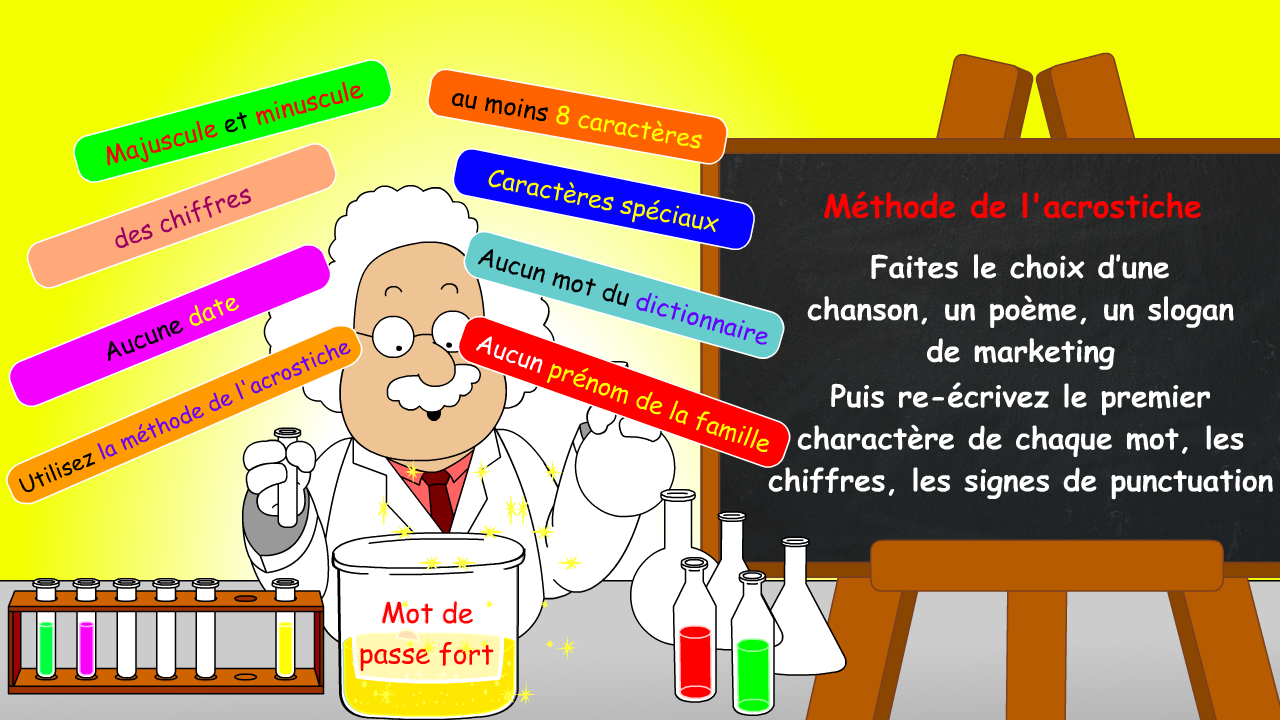 Majuscule et minuscule
des chiffres
Aucune date
Utilisez la méthode de l'acrostiche
au moins 8 caractères
Caractères spéciaux
Aucun mot du dictionnaire
Aucun prénom de la famille
Mot de
passe fort
Méthode de l'acrostiche
Faites le choix d’une
chanson, un poème, un slogan
de marketing
Puis re-écrivez le premier
charactère de chaque mot, les
chiffres, les signes de punctuation